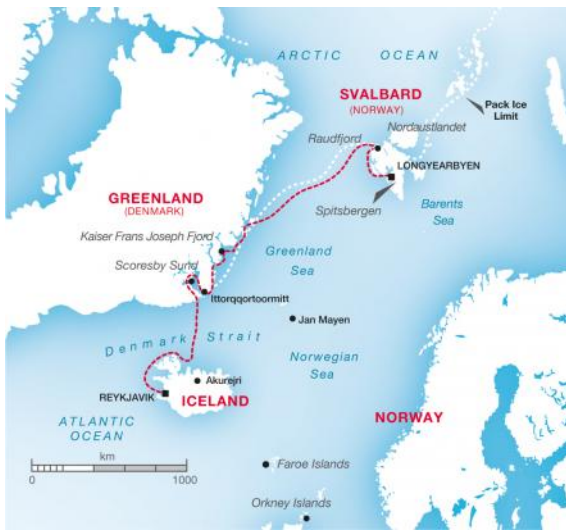 ARCTIC OCEAN
SVALBARD
(NORWAY)
Pack Ice
Limit
Nordaustlandet
Raudfjord
LONGYEARBYEN
GREENLAND
(DENMARK)
Spitsbergen
Barents
Sea
Kaiser Frans Joseph Fjord
Greenland
Sea
Scoresby Sund
Ittorqqortoormitt
Jan Mayen
Denmark Strait
Norwegian
Sea
Akurejri
REYKJAVIK
ICELAND
NORWAY
ATLANTIC
OCEAN
km
0 1000
Faroe Islands
Orkney Islands